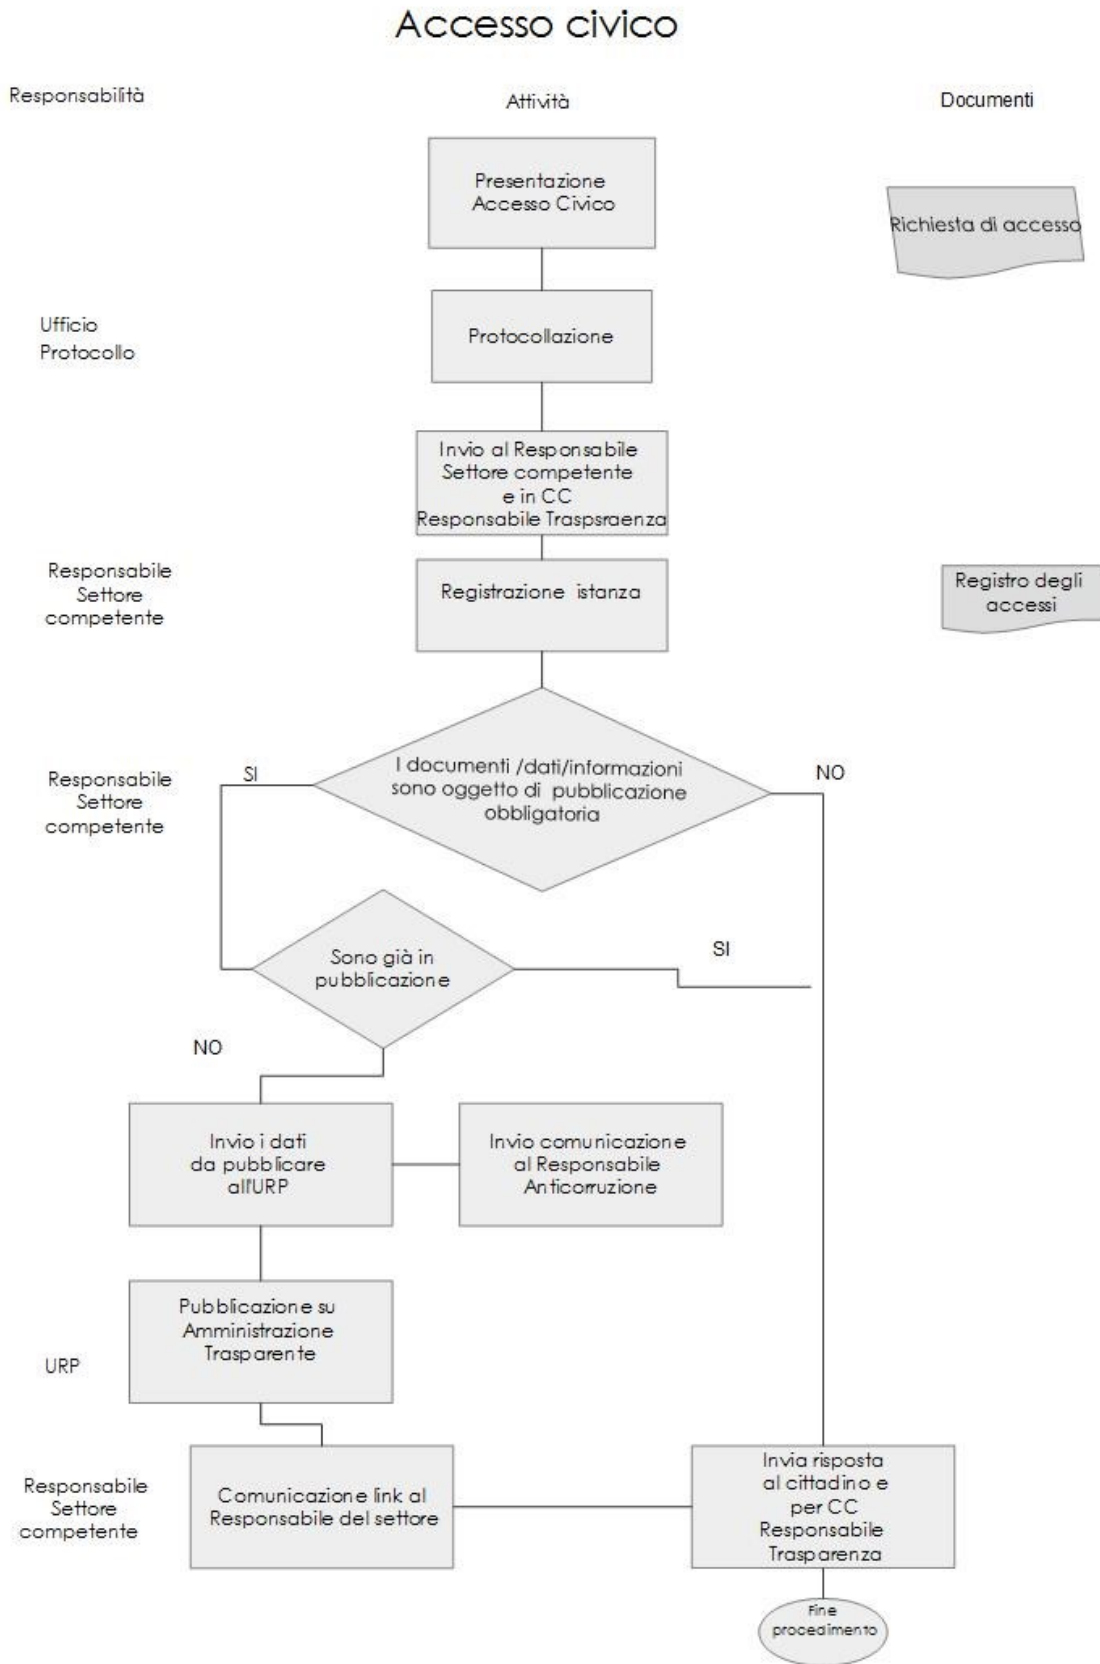 Accesso civico
Responsabilità
Attività
Documenti
Presentazione
Accesso Civico
Richiesta di accesso
Ufficio
Protocollo
Protocollazione
Invio al Responsabile
Settore competente
e in CC
Responsabile Traspsraenza
Responsabile
Settore
competente
Registrazione istanza
Registro degli
accessi
Responsabile
Settore
competente
SI
I documenti /dati/informazioni
sono oggetto di pubblicazione
obbligatoria
NO
Sono già in
pubblicazione
SI
NO
Invio i dati
da pubblicare
all'URP
Invio comunicazione
al Responsabile
Anticorruzione
Pubblicazione su
Amministrazione
Trasparente
URP
Responsabile
Settore
competente
Comunicazione link al
Responsabile del settore
Invia risposta
al cittadino e
per CC
Responsabile
Trasparenza
Fine
procedimento